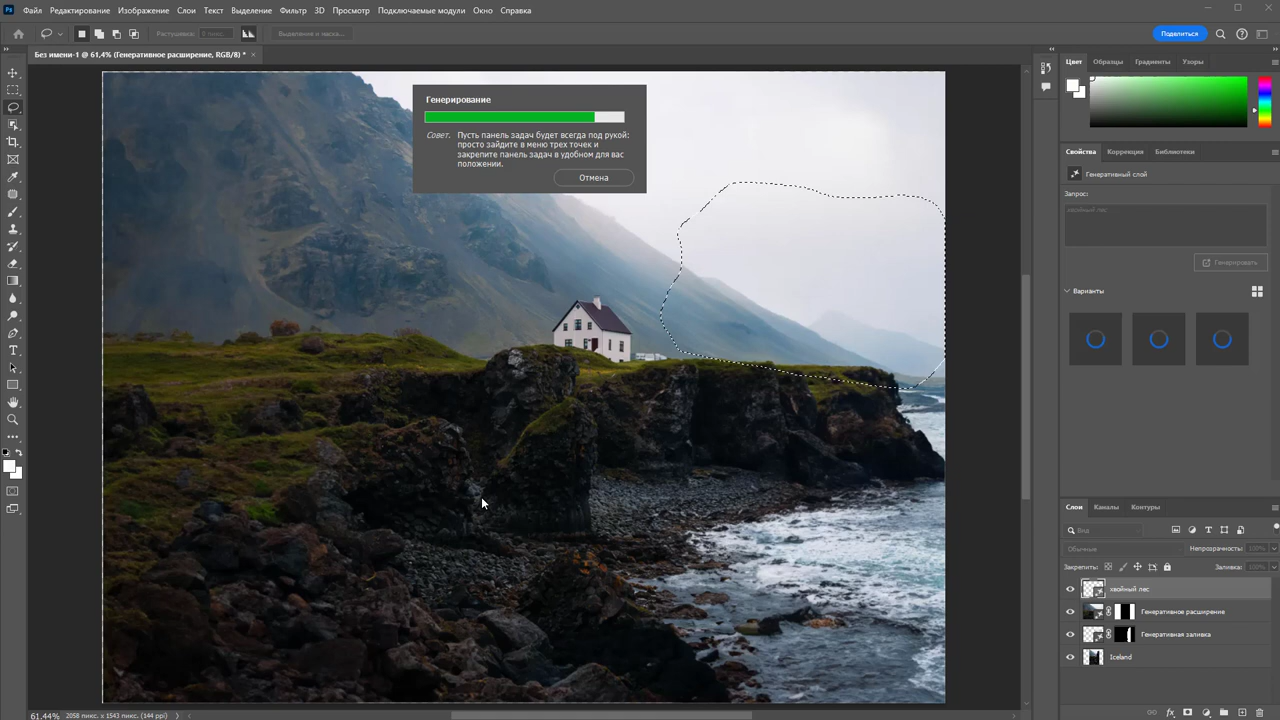 Ps Файл Редактирование Изображение Слои Текст Выделение Фильтр 3D Просмотр Подключаемые модули Окно Справка
Растушевка: 0 пикс. Выделение и маска...
Поделиться
Без имени-1 @ 61,4% (Генеративное расширение, RGB/8) *
Генерирование
Совет. Пусть панель задач будет всегда под рукой:
просто зайдите в меню трех точек и
закрепите панель задач в удобном для вас
положении.
Отмена
Цвет Образцы Градиенты Узоры
Свойства Коррекция Библиотеки
Генеративный слой
Запрос:
хвойный лес
Генерировать
Варианты
Слои Каналы Контуры
Вид
Обычные Непрозрачность: 100%
Закрепить: Заливка: 100%
хвойный лес
Генеративное расширение
Генеративная заливка
Iceland
61,44% 2058 пикс. x 1543 пикс. (144 ppi)